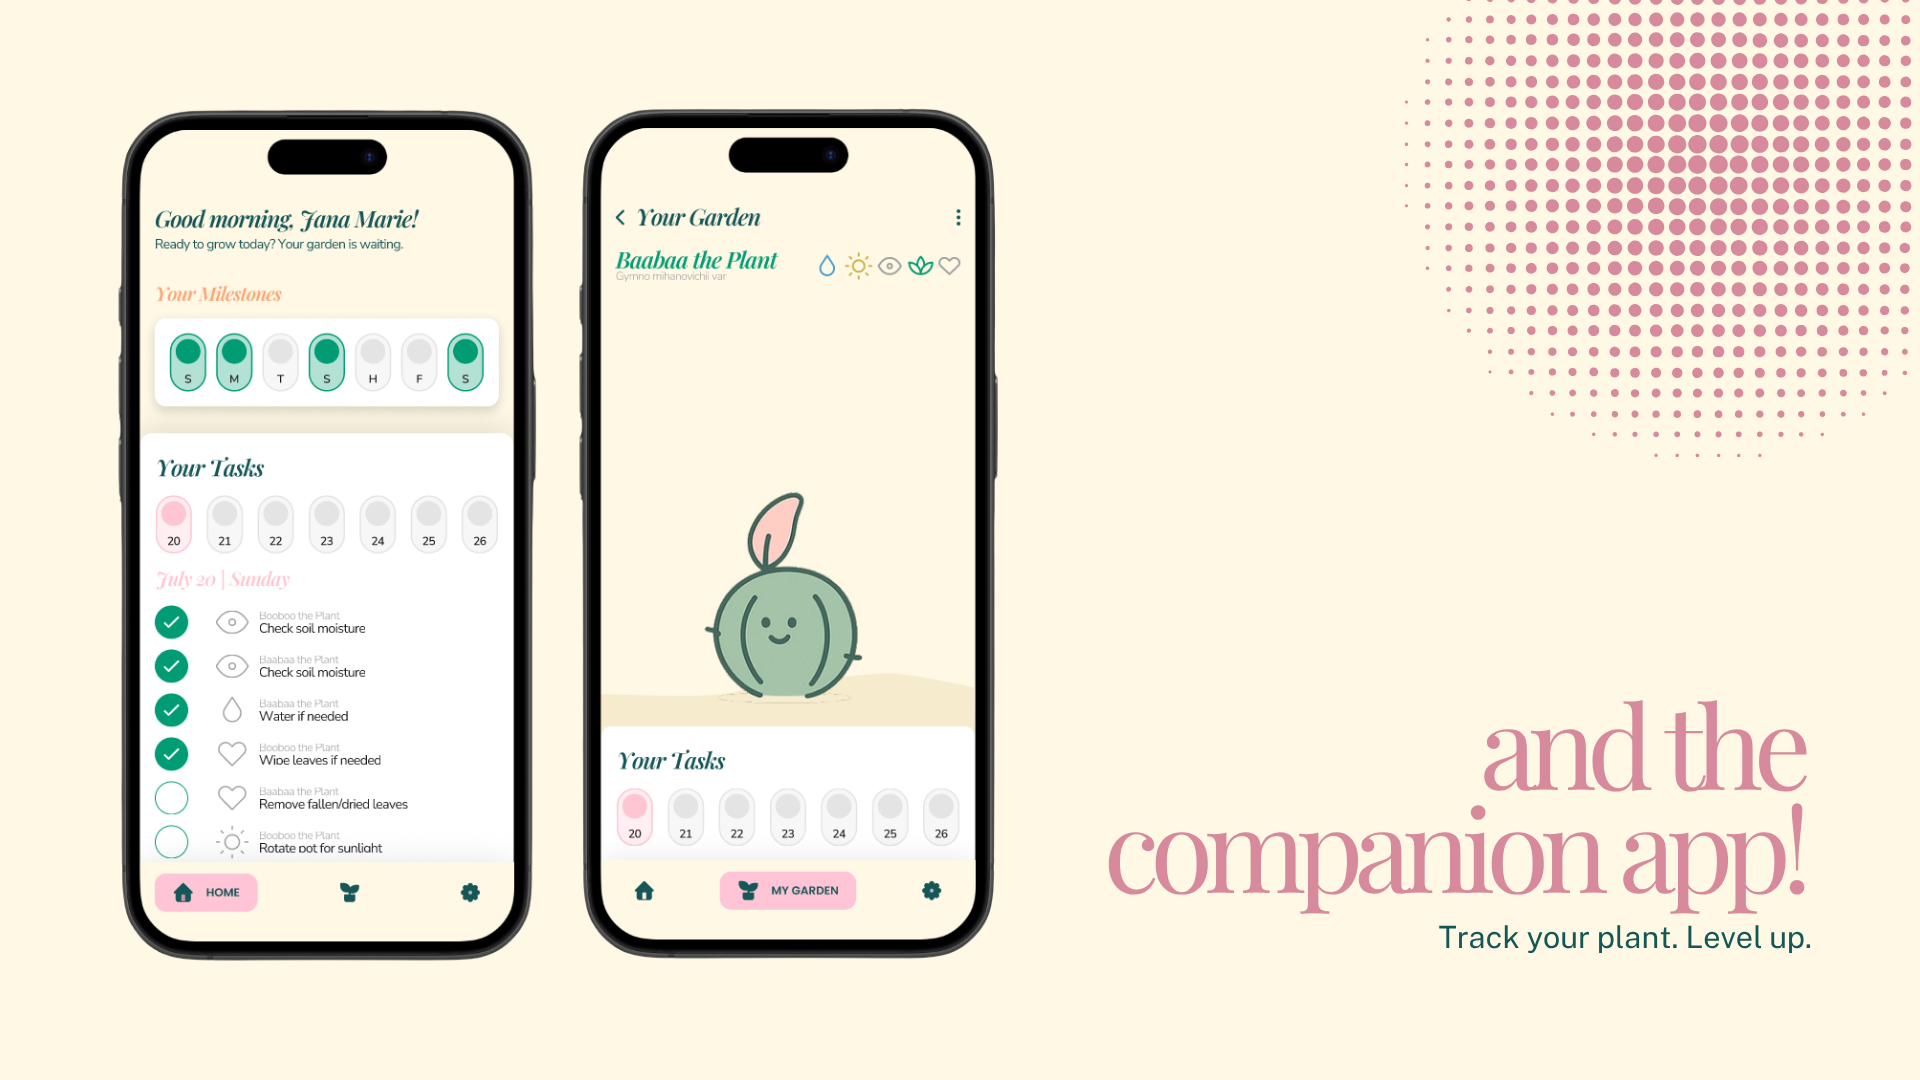 Good morning, Jana Marie!
Ready to grow today? Your garden is waiting.
Your Milestones
S M T S H F S
Your Tasks
20 21 22 23 24 25 26
July 20 | Sunday
Booboo the Plant
Check soil moisture
Baabaa the Plant
Check soil moisture
Baabaa the Plant
Water if needed
Booboo the Plant
Wipe leaves if needed
Baabaa the Plant
Remove fallen/dried leaves
Booboo the Plant
Rotate pot for sunlight
HOME
Your Garden
Baabaa the Plant
Gymno mihanovichii var
Your Tasks
20 21 22 23 24 25 26
MY GARDEN
and the
companion app!
Track your plant. Level up.